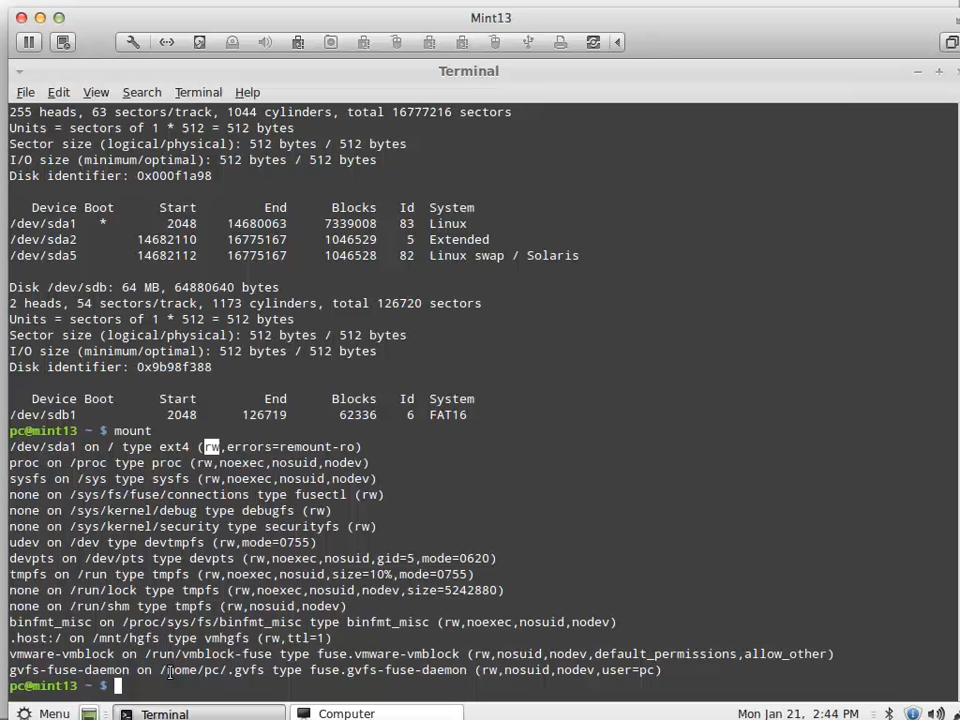 Mint13
Terminal
File Edit View Search Terminal Help
255 heads, 63 sectors/track, 1044 cylinders, total 16777216 sectors
Units = sectors of 1 * 512 = 512 bytes
Sector size (logical/physical): 512 bytes / 512 bytes
I/O size (minimum/optimal): 512 bytes / 512 bytes
Disk identifier: 0x000f1a98
Device Boot Start End Blocks Id System
/dev/sda1 * 2048 14680063 7339008 83 Linux
/dev/sda2 14682110 16775167 1046529 5 Extended
/dev/sda5 14682112 16775167 1046528 82 Linux swap / Solaris
Disk /dev/sdb: 64 MB, 64880640 bytes
2 heads, 54 sectors/track, 1173 cylinders, total 126720 sectors
Units = sectors of 1 * 512 = 512 bytes
Sector size (logical/physical): 512 bytes / 512 bytes
I/O size (minimum/optimal): 512 bytes / 512 bytes
Disk identifier: 0x9b98f388
Device Boot Start End Blocks Id System
/dev/sdb1 2048 126719 62336 6 FAT16
pc@mint13 ~ $ mount
/dev/sda1 on / type ext4 (rw,errors=remount-ro)
proc on /proc type proc (rw,noexec,nosuid,nodev)
sysfs on /sys type sysfs (rw,noexec,nosuid,nodev)
none on /sys/fs/fuse/connections type fusectl (rw)
none on /sys/kernel/debug type debugfs (rw)
none on /sys/kernel/security type securityfs (rw)
udev on /dev type devtmpfs (rw,mode=0755)
devpts on /dev/pts type devpts (rw,noexec,nosuid,gid=5,mode=0620)
tmpfs on /run type tmpfs (rw,noexec,nosuid,size=10%,mode=0755)
none on /run/lock type tmpfs (rw,noexec,nosuid,nodev,size=5242880)
none on /run/shm type tmpfs (rw,nosuid,nodev)
binfmt_misc on /proc/sys/fs/binfmt_misc type binfmt_misc (rw,noexec,nosuid,nodev)
.host:/ on /mnt/hgfs type vmhgfs (rw,ttl=1)
vmware-vmblock on /run/vmblock-fuse type fuse.vmware-vmblock (rw,nosuid,nodev,default_permissions,allow_other)
gvfs-fuse-daemon on /home/pc/.gvfs type fuse.gvfs-fuse-daemon (rw,nosuid,nodev,user=pc)
pc@mint13 ~ $
Menu Terminal Computer Mon Jan 21, 2:44 PM